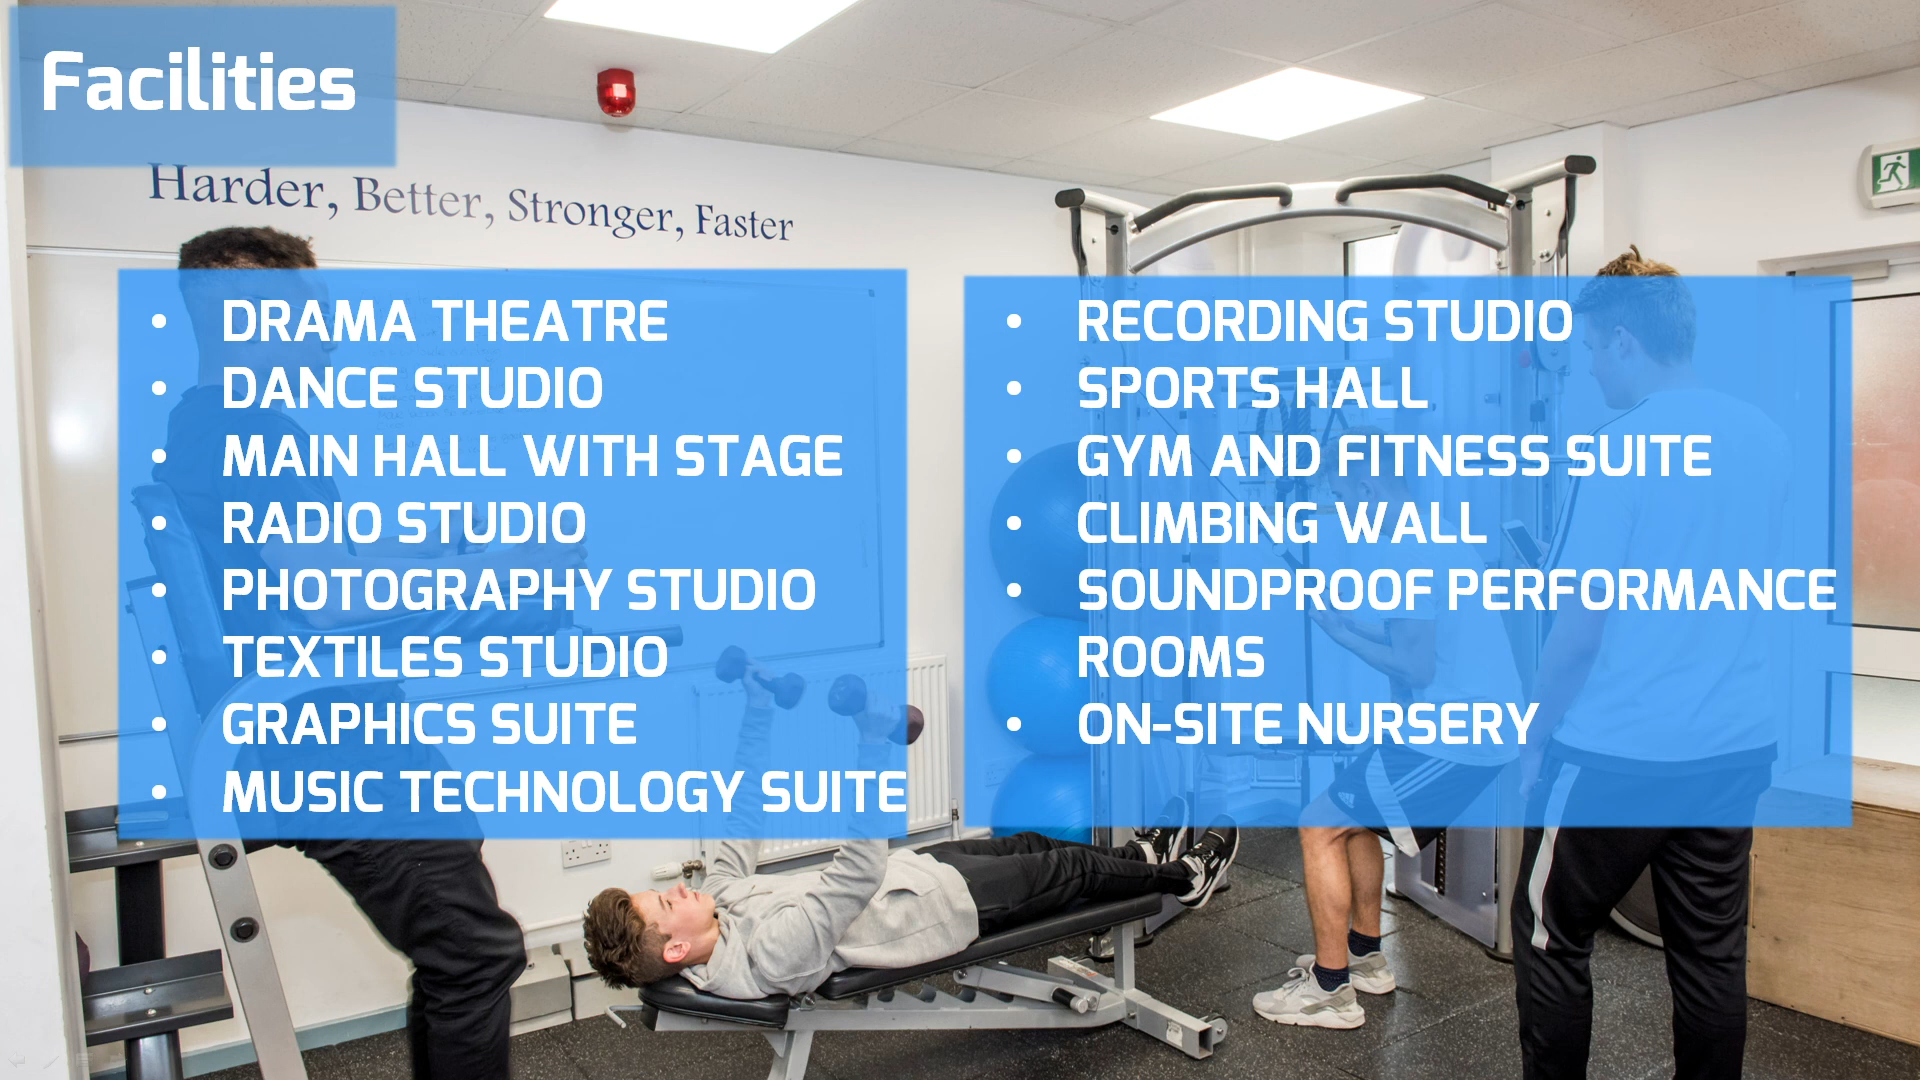 Facilities
Harder, Better, Stronger, Faster
• DRAMA THEATRE
• DANCE STUDIO
• MAIN HALL WITH STAGE
• RADIO STUDIO
• PHOTOGRAPHY STUDIO
• TEXTILES STUDIO
• GRAPHICS SUITE
• MUSIC TECHNOLOGY SUITE
• RECORDING STUDIO
• SPORTS HALL
• GYM AND FITNESS SUITE
• CLIMBING WALL
• SOUNDPROOF PERFORMANCE
ROOMS
• ON-SITE NURSERY